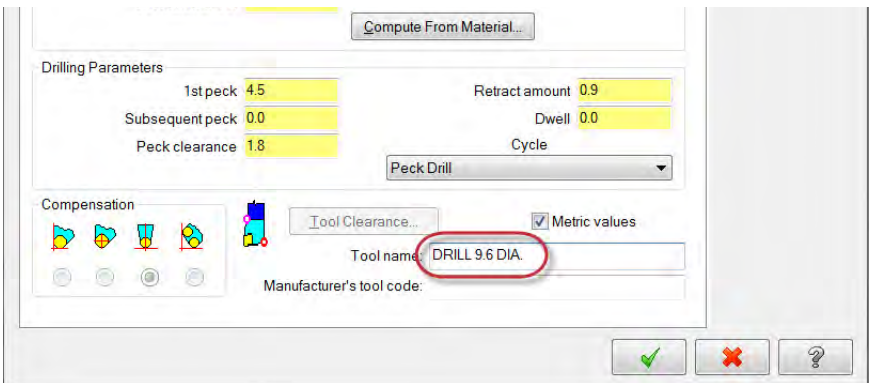 Compute From Material...
Drilling Parameters
1st peck 4.5 Retract amount 0.9
Subsequent peck 0.0 Dwell 0.0
Peck clearance 1.8 Cycle
Peck Drill
Compensation
Tool Clearance... Metric values
Tool name: DRILL 9.6 DIA.
Manufacturer's tool code: